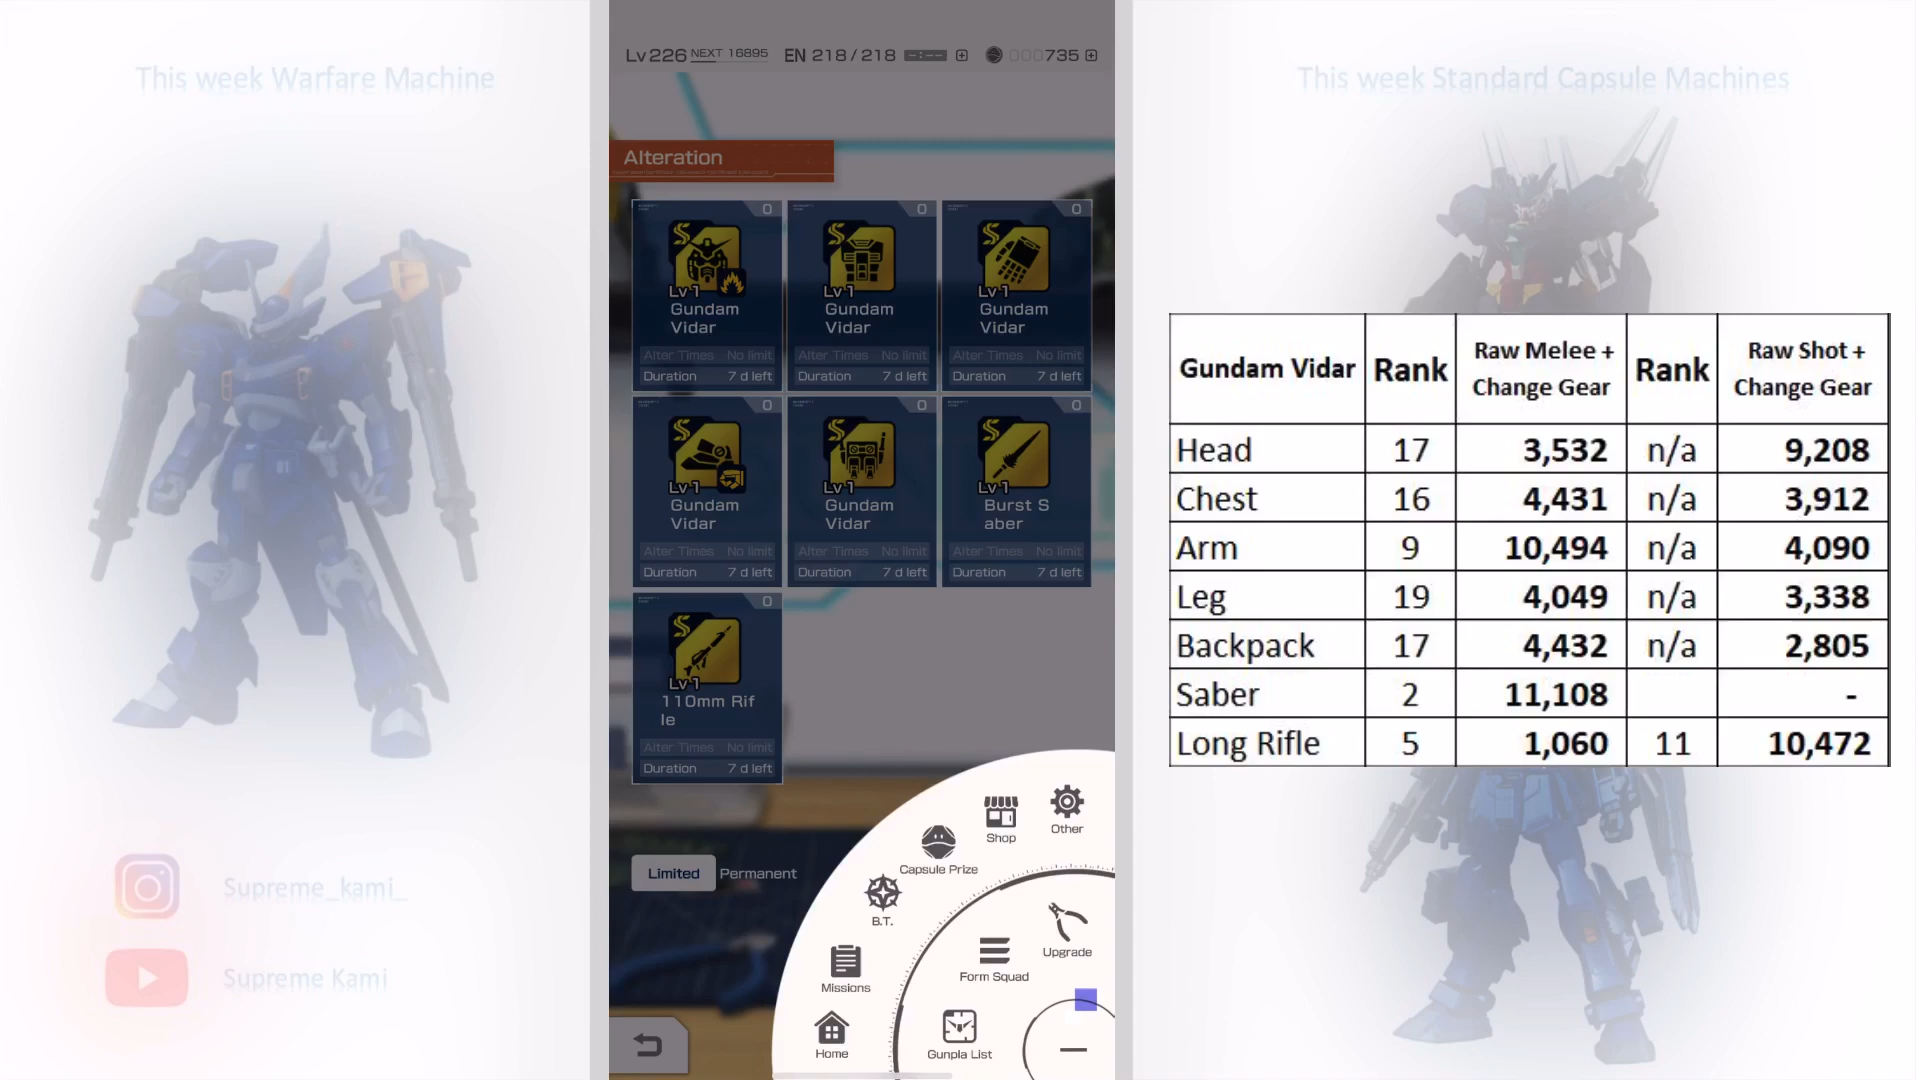 This week Warfare Machine
Supreme_kami_
Supreme Kami
Lv 226 NEXT 16895 EN 218/218 --:-- 000735
Alteration
0 0 0
Lv 1 Lv 1 Lv 1
Gundam Gundam Gundam
Vidar Vidar Vidar
Alter Times No limit Alter Times No limit Alter Times No limit
Duration 7 d left Duration 7 d left Duration 7 d left
0 0 0
Lv 1 Lv 1 Lv 1
Gundam Gundam Burst S
Vidar Vidar aber
Alter Times No limit Alter Times No limit Alter Times No limit
Duration 7 d left Duration 7 d left Duration 7 d left
0
Lv 1
110mm Rif
le
Alter Times No limit
Duration 7 d left
Limited Permanent
Other
Shop
Capsule Prize
B.T.
Upgrade
Form Squad
Missions
Home
Gunpla List
This week Standard Capsule Machines
Gundam Vidar Rank Raw Melee + Change Gear Rank Raw Shot + Change Gear
Head 17 3,532 n/a 9,208
Chest 16 4,431 n/a 3,912
Arm 9 10,494 n/a 4,090
Leg 19 4,049 n/a 3,338
Backpack 17 4,432 n/a 2,805
Saber 2 11,108 -
Long Rifle 5 1,060 11 10,472